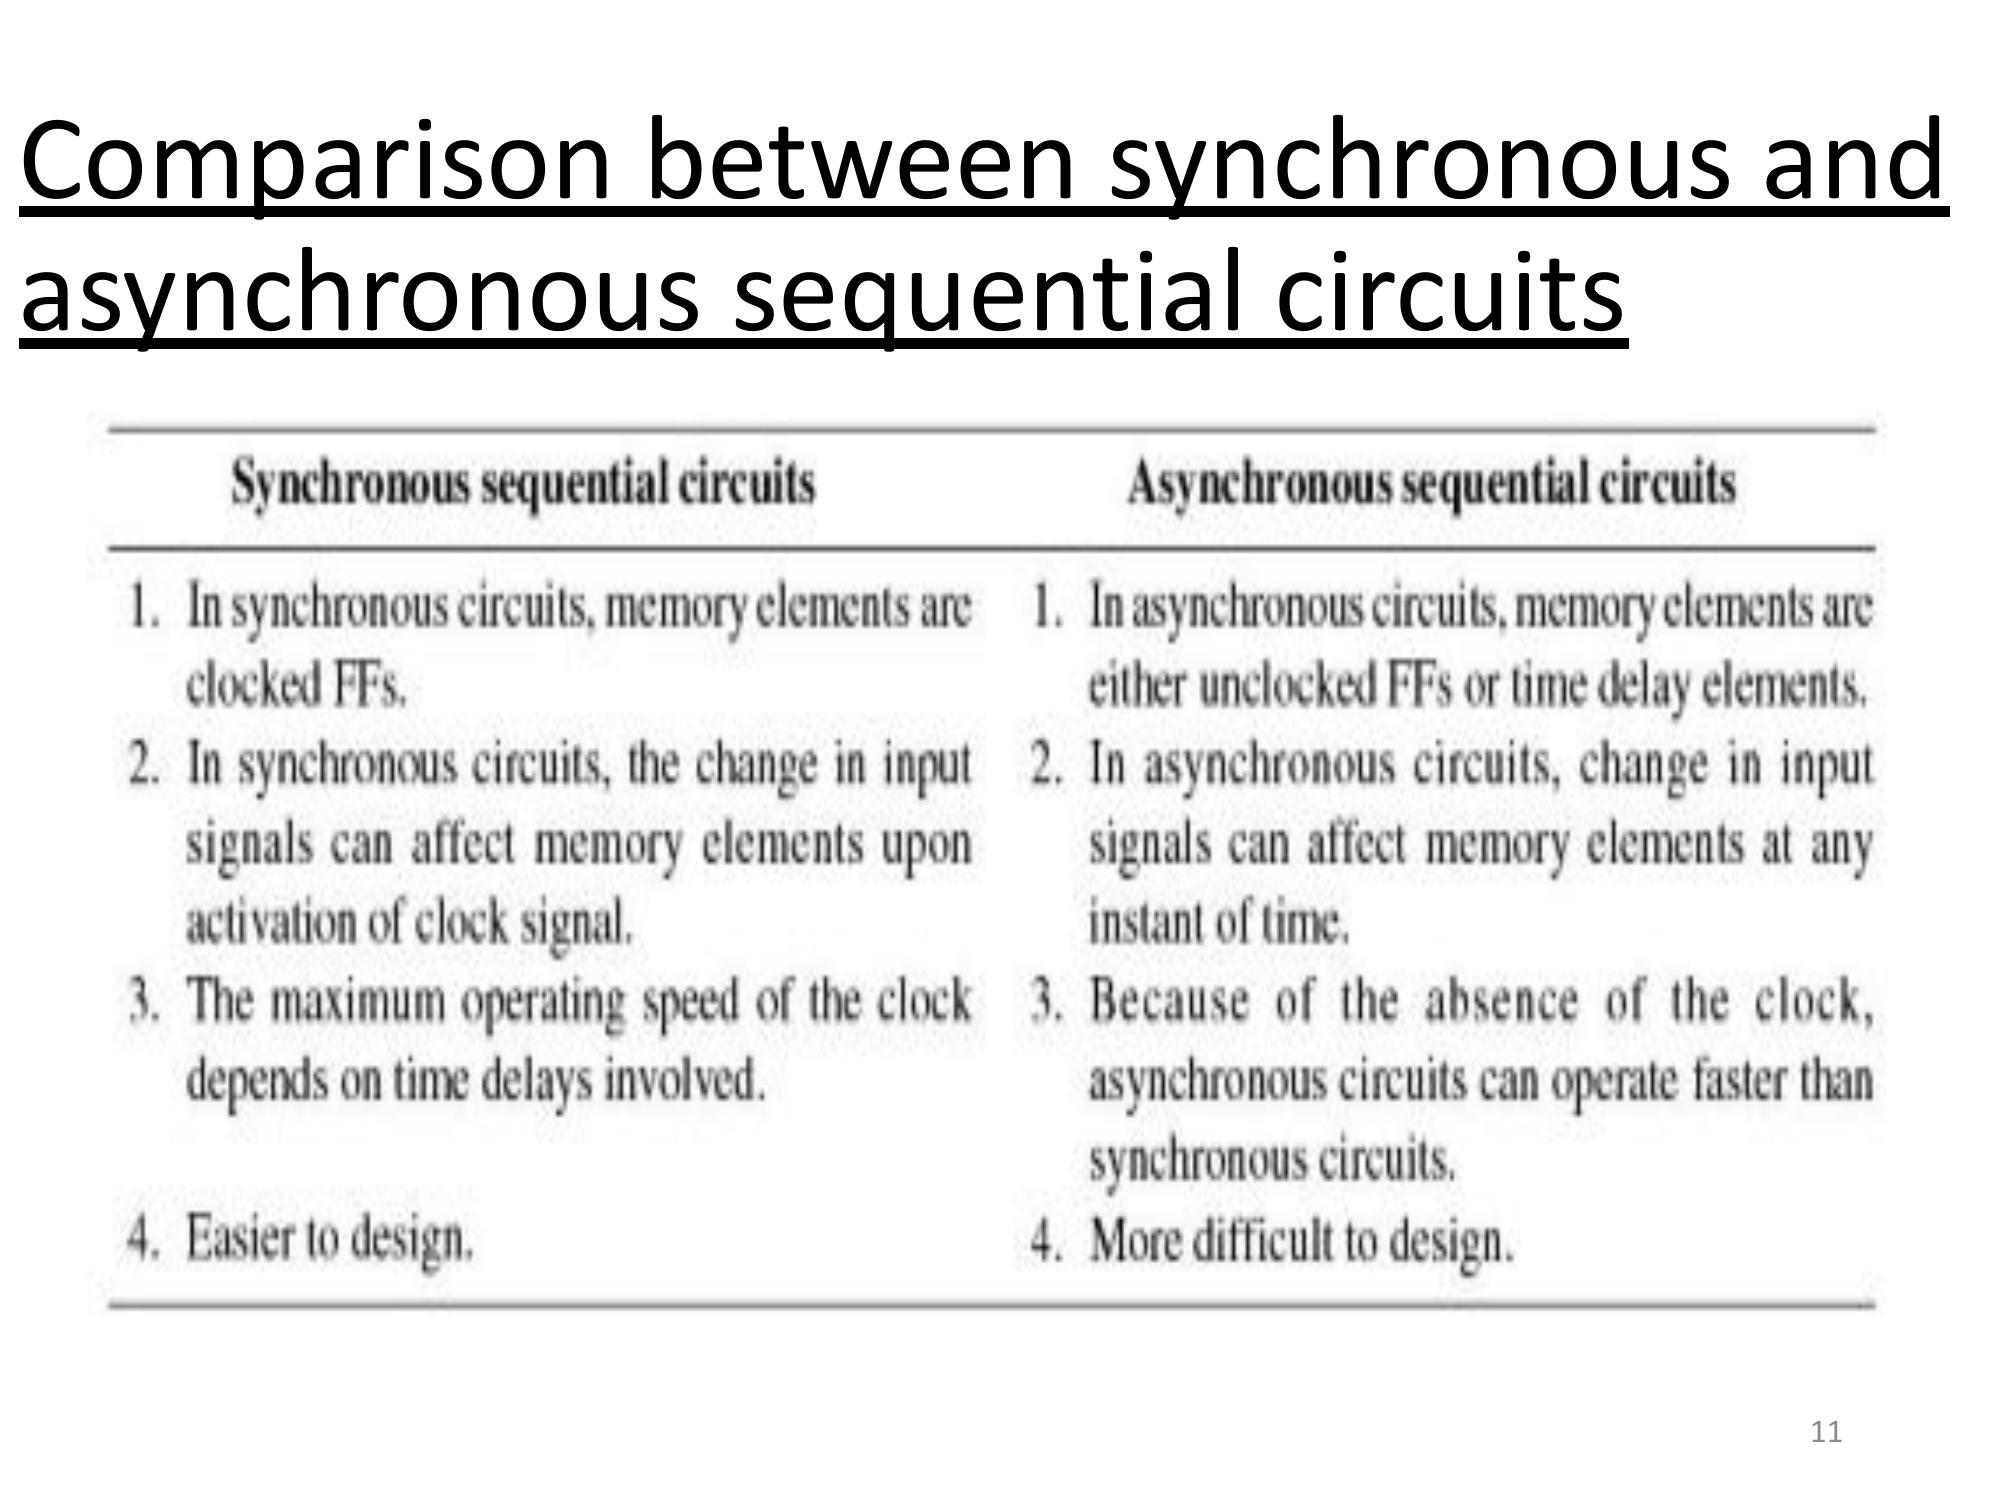 Comparison between synchronous and
asynchronous sequential circuits
Synchronous sequential circuits
Asynchronous sequential circuits
1. In synchronous circuits, memory elements are
clocked FFs.
1. In asynchronous circuits, memory elements are
either unclocked FFs or time delay elements.
2. In synchronous circuits, the change in input
signals can affect memory elements upon
activation of clock signal.
2. In asynchronous circuits, change in input
signals can affect memory elements at any
instant of time.
3. The maximum operating speed of the clock
depends on time delays involved.
3. Because of the absence of the clock,
asynchronous circuits can operate faster than
synchronous circuits.
4. Easier to design.
4. More difficult to design.
11